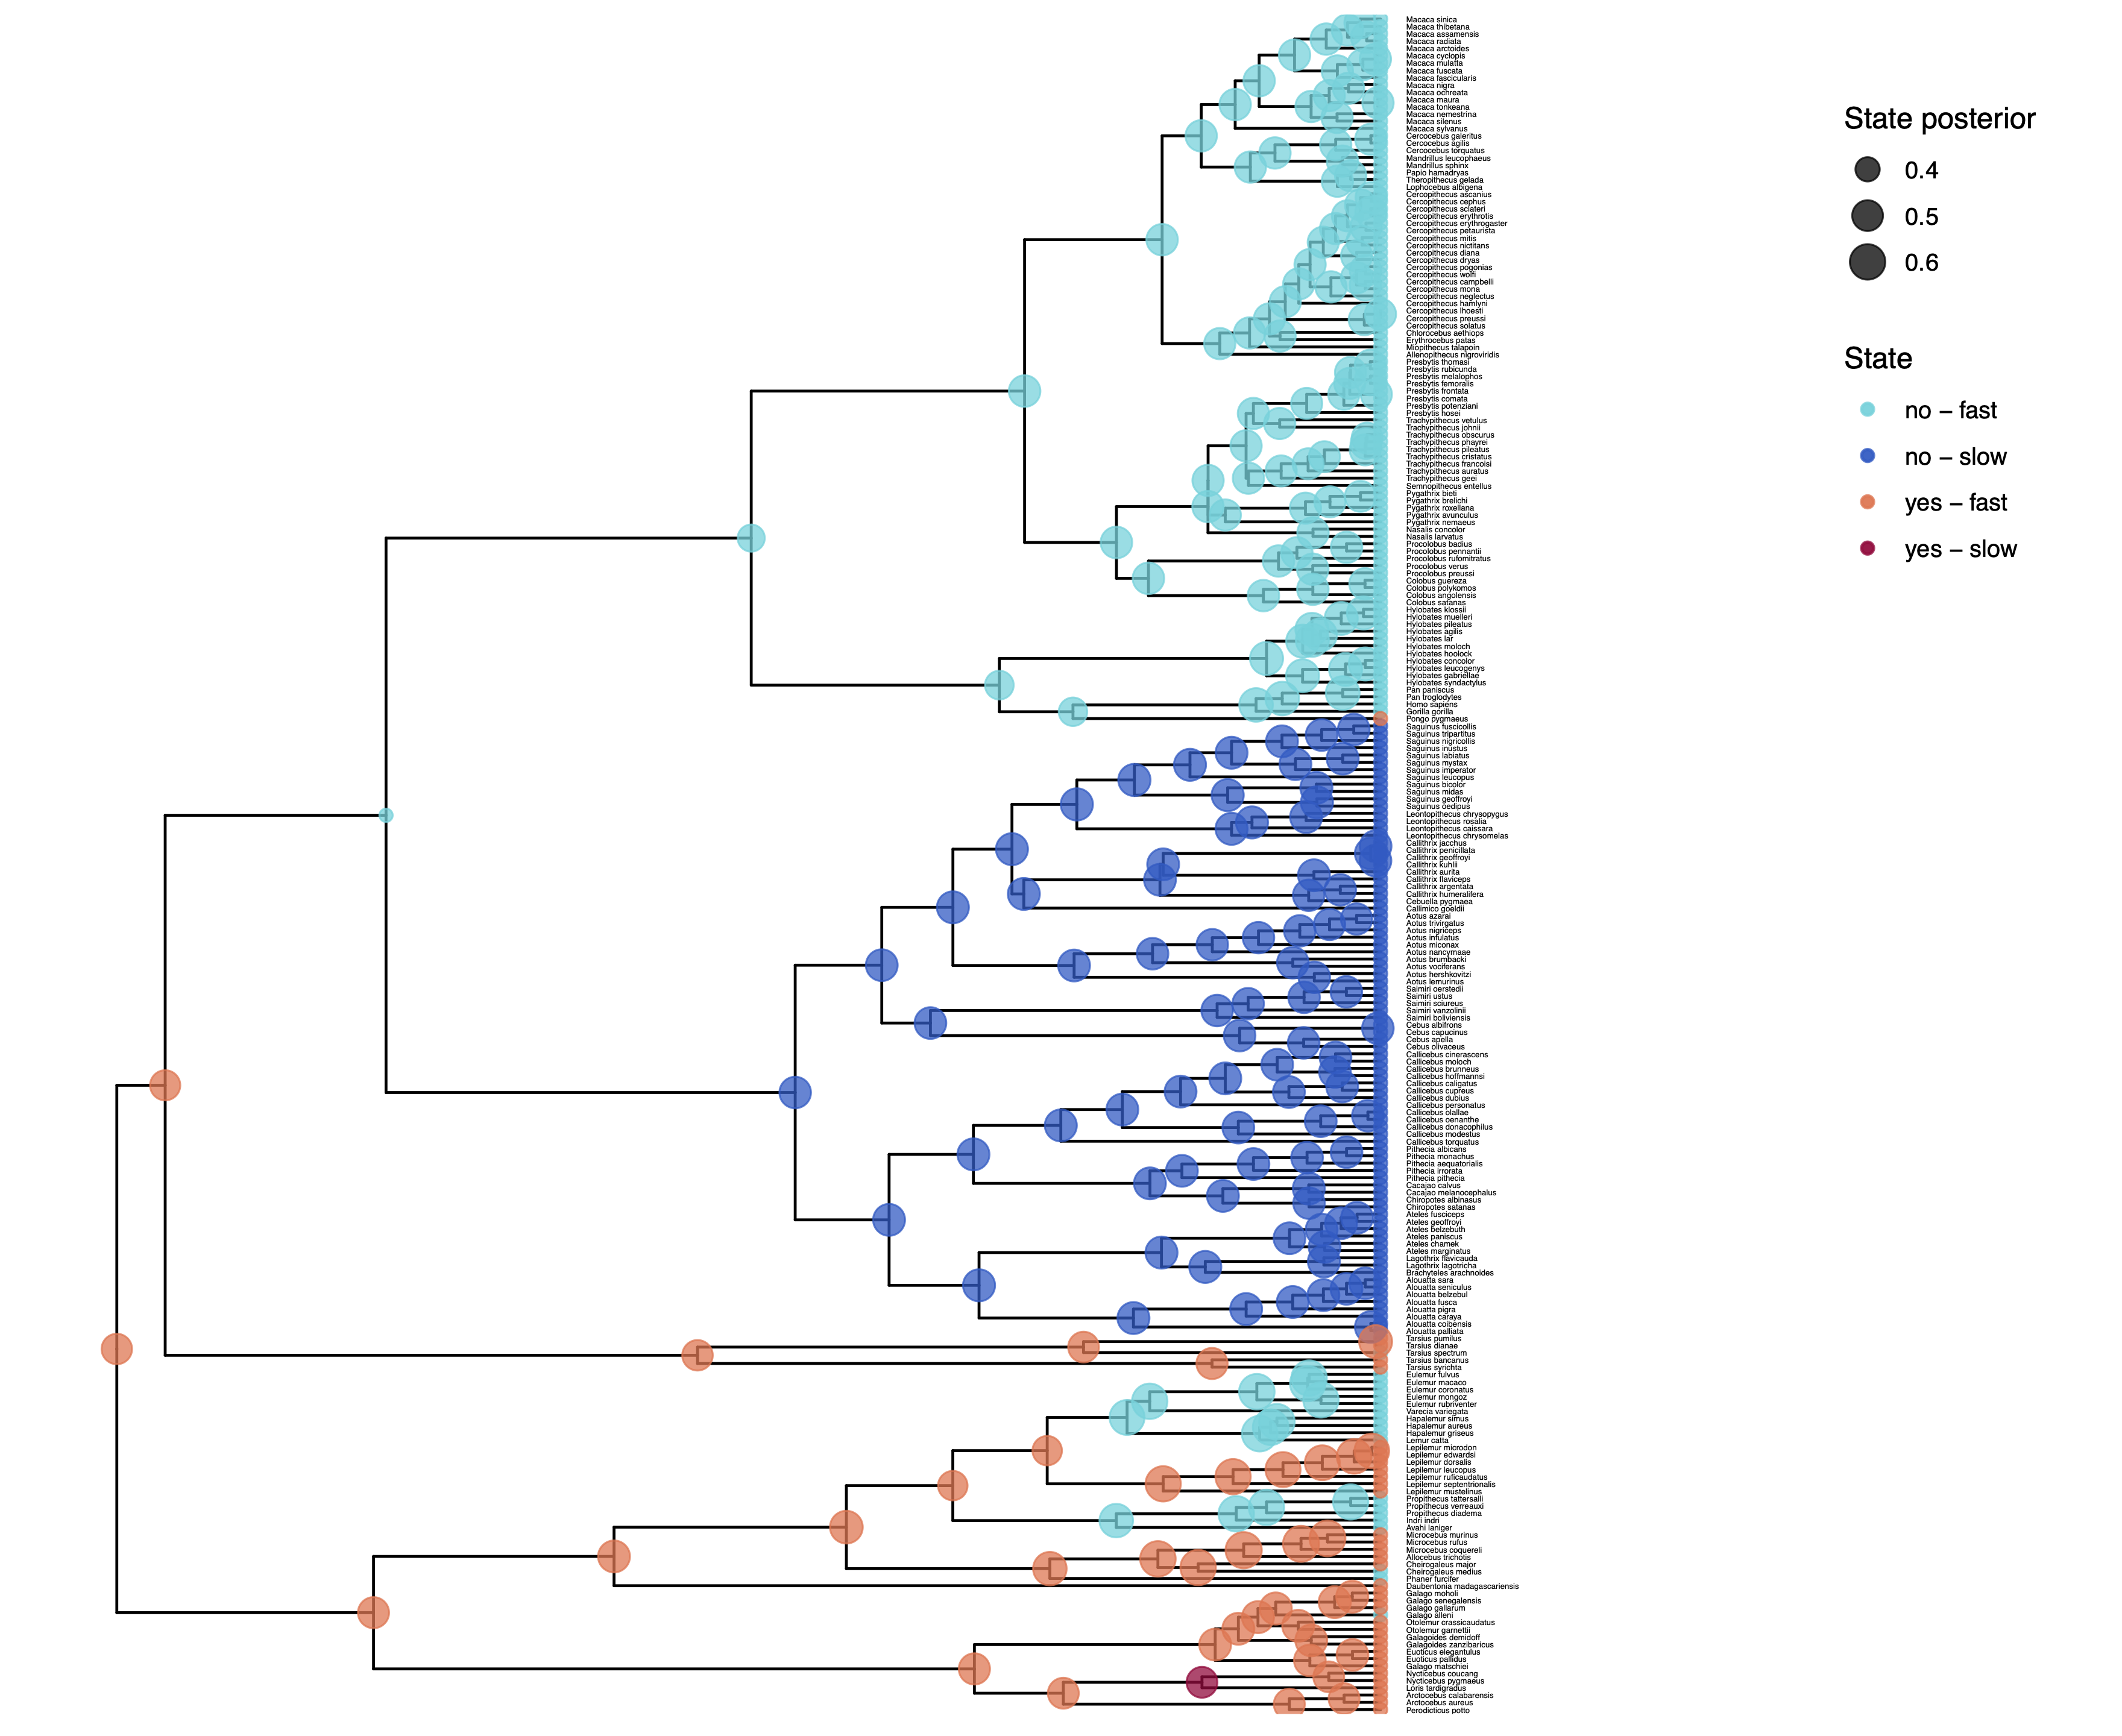 Macaca sinica
Macaca thibetana
Macaca assamensis
Macaca radiata
Macaca arctoides
Macaca cyclopis
Macaca mulatta
Macaca fuscata
Macaca fascicularis
Macaca nigra
Macaca ochreata
Macaca maura
Macaca tonkeana
Macaca nemestrina
Macaca silenus
Macaca sylvanus
Cercocebus galeritus
Cercocebus agilis
Cercocebus torquatus
Mandrillus leucophaeus
Mandrillus sphinx
Papio hamadryas
Theropithecus gelada
Lophocebus albigena
Cercopithecus ascanius
Cercopithecus cephus
Cercopithecus sclateri
Cercopithecus erythrotis
Cercopithecus erythrogaster
Cercopithecus petaurista
Cercopithecus mitis
Cercopithecus nictitans
Cercopithecus diana
Cercopithecus dryas
Cercopithecus pogonias
Cercopithecus wolfi
Cercopithecus campbelli
Cercopithecus mona
Cercopithecus neglectus
Cercopithecus hamlyni
Cercopithecus lhoesti
Cercopithecus preussi
Cercopithecus solatus
Chlorocebus aethiops
Erythrocebus patas
Miopithecus talapoin
Allenopithecus nigroviridis
Presbytis thomasi
Presbytis rubicunda
Presbytis melalophos
Presbytis femoralis
Presbytis frontata
Presbytis comata
Presbytis potenziani
Presbytis hosei
Trachypithecus vetulus
Trachypithecus johnii
Trachypithecus obscurus
Trachypithecus phayrei
Trachypithecus pileatus
Trachypithecus cristatus
Trachypithecus francoisi
Trachypithecus auratus
Trachypithecus geei
Semnopithecus entellus
Pygathrix bieti
Pygathrix brelichi
Pygathrix roxellana
Pygathrix avunculus
Pygathrix nemaeus
Nasalis concolor
Nasalis larvatus
Procolobus badius
Procolobus pennantii
Procolobus rufomitratus
Procolobus verus
Procolobus preussi
Colobus guereza
Colobus polykomos
Colobus angolensis
Colobus satanas
Hylobates klossii
Hylobates muelleri
Hylobates pileatus
Hylobates agilis
Hylobates lar
Hylobates moloch
Hylobates hoolock
Hylobates concolor
Hylobates leucogenys
Hylobates gabriellae
Hylobates syndactylus
Pan paniscus
Pan troglodytes
Homo sapiens
Gorilla gorilla
Pongo pygmaeus
Saguinus fuscicollis
Saguinus tripartitus
Saguinus nigricollis
Saguinus inustus
Saguinus labiatus
Saguinus mystax
Saguinus imperator
Saguinus leucopus
Saguinus bicolor
Saguinus midas
Saguinus geoffroyi
Saguinus oedipus
Leontopithecus chrysopygus
Leontopithecus rosalia
Leontopithecus caissara
Leontopithecus chrysomelas
Callithrix jacchus
Callithrix penicillata
Callithrix geoffroyi
Callithrix kuhlii
Callithrix aurita
Callithrix flaviceps
Callithrix argentata
Callithrix humeralifera
Cebuella pygmaea
Callimico goeldii
Aotus azarai
Aotus trivirgatus
Aotus nigriceps
Aotus infulatus
Aotus miconax
Aotus nancymaae
Aotus brumbacki
Aotus vociferans
Aotus hershkovitzi
Aotus lemurinus
Saimiri oerstedii
Saimiri ustus
Saimiri sciureus
Saimiri vanzolinii
Saimiri boliviensis
Cebus albifrons
Cebus capucinus
Cebus apella
Cebus olivaceus
Callicebus cinerascens
Callicebus moloch
Callicebus brunneus
Callicebus hoffmannsi
Callicebus caligatus
Callicebus cupreus
Callicebus dubius
Callicebus personatus
Callicebus olallae
Callicebus oenanthe
Callicebus donacophilus
Callicebus modestus
Callicebus torquatus
Pithecia albicans
Pithecia monachus
Pithecia aequatorialis
Pithecia irrorata
Pithecia pithecia
Cacajao calvus
Cacajao melanocephalus
Chiropotes albinasus
Chiropotes satanas
Ateles fusciceps
Ateles geoffroyi
Ateles belzebuth
Ateles paniscus
Ateles chamek
Ateles marginatus
Lagothrix flavicauda
Lagothrix lagotricha
Brachyteles arachnoides
Alouatta sara
Alouatta seniculus
Alouatta belzebul
Alouatta fusca
Alouatta pigra
Alouatta caraya
Alouatta coibensis
Alouatta palliata
Tarsius pumilus
Tarsius dianae
Tarsius spectrum
Tarsius bancanus
Tarsius syrichta
Eulemur fulvus
Eulemur macaco
Eulemur coronatus
Eulemur mongoz
Eulemur rubriventer
Varecia variegata
Hapalemur simus
Hapalemur aureus
Hapalemur griseus
Lemur catta
Lepilemur microdon
Lepilemur edwardsi
Lepilemur dorsalis
Lepilemur leucopus
Lepilemur ruficaudatus
Lepilemur septentrionalis
Lepilemur mustelinus
Propithecus tattersalli
Propithecus verreauxi
Propithecus diadema
Indri indri
Avahi laniger
Microcebus murinus
Microcebus rufus
Microcebus coquereli
Allocebus trichotis
Cheirogaleus major
Cheirogaleus medius
Phaner furcifer
Daubentonia madagascariensis
Galago moholi
Galago senegalensis
Galago gallarum
Galago alleni
Otolemur crassicaudatus
Otolemur garnettii
Galagoides demidoff
Galagoides zanzibaricus
Euoticus elegantulus
Euoticus pallidus
Galago matschiei
Nycticebus coucang
Nycticebus pygmaeus
Loris tardigradus
Arctocebus calabarensis
Arctocebus aureus
Perodicticus potto
State posterior
0.4
0.5
0.6
State
no – fast
no – slow
yes – fast
yes – slow